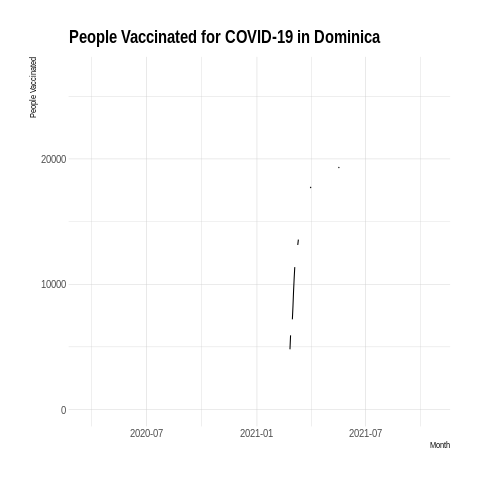 People Vaccinated for COVID-19 in Dominica
People Vaccinated
20000
10000
0
2020-07 2021-01 2021-07
Month